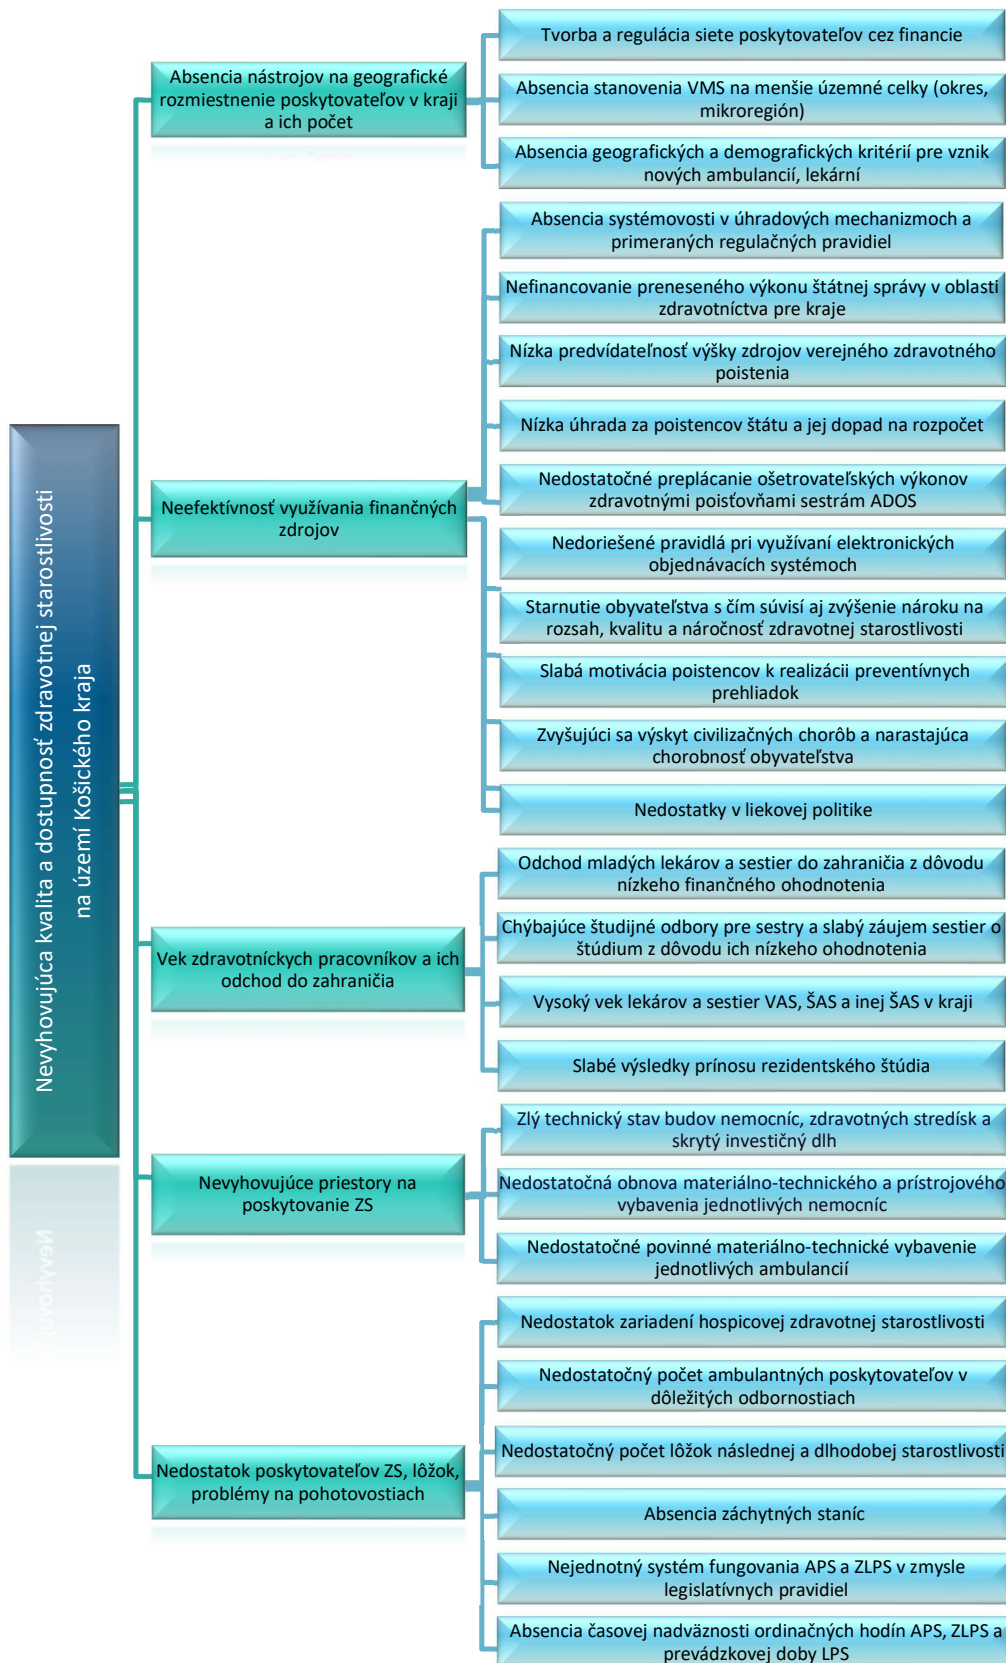 Nevyhovujúca kvalita a dostupnosť zdravotnej starostlivosti
na území Košického kraja
Absencia nástrojov na geografické
rozmiestnenie poskytovateľov v kraji
a ich počet
Tvorba a regulácia siete poskytovateľov cez financie
Absencia stanovenia VMS na menšie územné celky (okres,
mikroregión)
Absencia geografických a demografických kritérií pre vznik
nových ambulancií, lekární
Neefektívnosť využívania finančných
zdrojov
Absencia systémovosti v úhradových mechanizmoch a
primeraných regulačných pravidiel
Nefinancovanie preneseného výkonu štátnej správy v oblasti
zdravotníctva pre kraje
Nízka predvídateľnosť výšky zdrojov verejného zdravotného
poistenia
Nízka úhrada za poistencov štátu a jej dopad na rozpočet
Nedostatočné preplácanie ošetrovateľských výkonov
zdravotnými poisťovňami sestrám ADOS
Nedoriešené pravidlá pri využívaní elektronických
objednávacích systémoch
Starnutie obyvateľstva s čím súvisí aj zvýšenie nároku na
rozsah, kvalitu a náročnosť zdravotnej starostlivosti
Slabá motivácia poistencov k realizácii preventívnych
prehliadok
Zvyšujúci sa výskyt civilizačných chorôb a narastajúca
chorobnosť obyvateľstva
Nedostatky v liekovej politike
Vek zdravotníckych pracovníkov a ich
odchod do zahraničia
Odchod mladých lekárov a sestier do zahraničia z dôvodu
nízkeho finančného ohodnotenia
Chýbajúce študijné odbory pre sestry a slabý záujem sestier o
štúdium z dôvodu ich nízkeho ohodnotenia
Vysoký vek lekárov a sestier VAS, ŠAS a inej ŠAS v kraji
Slabé výsledky prínosu rezidentského štúdia
Nevyhovujúce priestory na
poskytovanie ZS
Zlý technický stav budov nemocníc, zdravotných stredísk a
skrytý investičný dlh
Nedostatočná obnova materiálno-technického a prístrojového
vybavenia jednotlivých nemocníc
Nedostatočné povinné materiálno-technické vybavenie
jednotlivých ambulancií
Nedostatok poskytovateľov ZS, lôžok,
problémy na pohotovostiach
Nedostatok zariadení hospicovej zdravotnej starostlivosti
Nedostatočný počet ambulantných poskytovateľov v
dôležitých odbornostiach
Nedostatočný počet lôžok následnej a dlhodobej starostlivosti
Absencia záchytných staníc
Nejednotný systém fungovania APS a ZLPS v zmysle
legislatívnych pravidiel
Absencia časovej nadväznosti ordinačných hodín APS, ZLPS a
prevádzkovej doby LPS